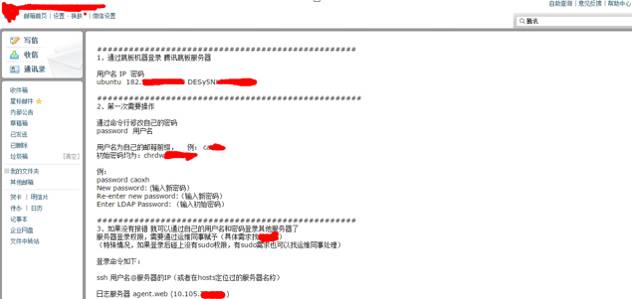 自助查询 | 意见反馈 | 帮助中心
邮箱首页 | 设置 - 换肤 | 微信设置
腾讯
写信
收信
通讯录
收件箱
星标邮件
内部公告
草稿箱
已发送
已删除
垃圾箱 [清空]
我的文件夹
其他邮箱
贺卡 | 明信片
待办 | 日历
记事本
企业网盘
文件中转站
################################################
1、通过跳板机器登录 腾讯跳板服务器
用户名 IP 密码
ubuntu 182. DESySN
################################################
2、第一次需要操作
通过命令行修改自己的密码
password 用户名
用户名为自己的邮箱前缀, 例: ca
初始密码均为: chrdw
例:
password caoxh
New password: (输入新密码)
Re-enter new password: (输入新密码)
Enter LDAP Password: (输入初始密码)
################################################
3、如果没有报错 就可以通过自己的用户名和密码登录其他服务器了
服务器登录权限, 需要通过运维同事赋予 (具体需求找
(特殊情况, 如果登录后碰上没有sudo权限, 有sudo需求也可以找运维同事处理)
登录命令如下:
ssh 用户名@服务器的IP (或者在hosts定位过的服务器名称)
日志服务器 agent.web (10.105. )